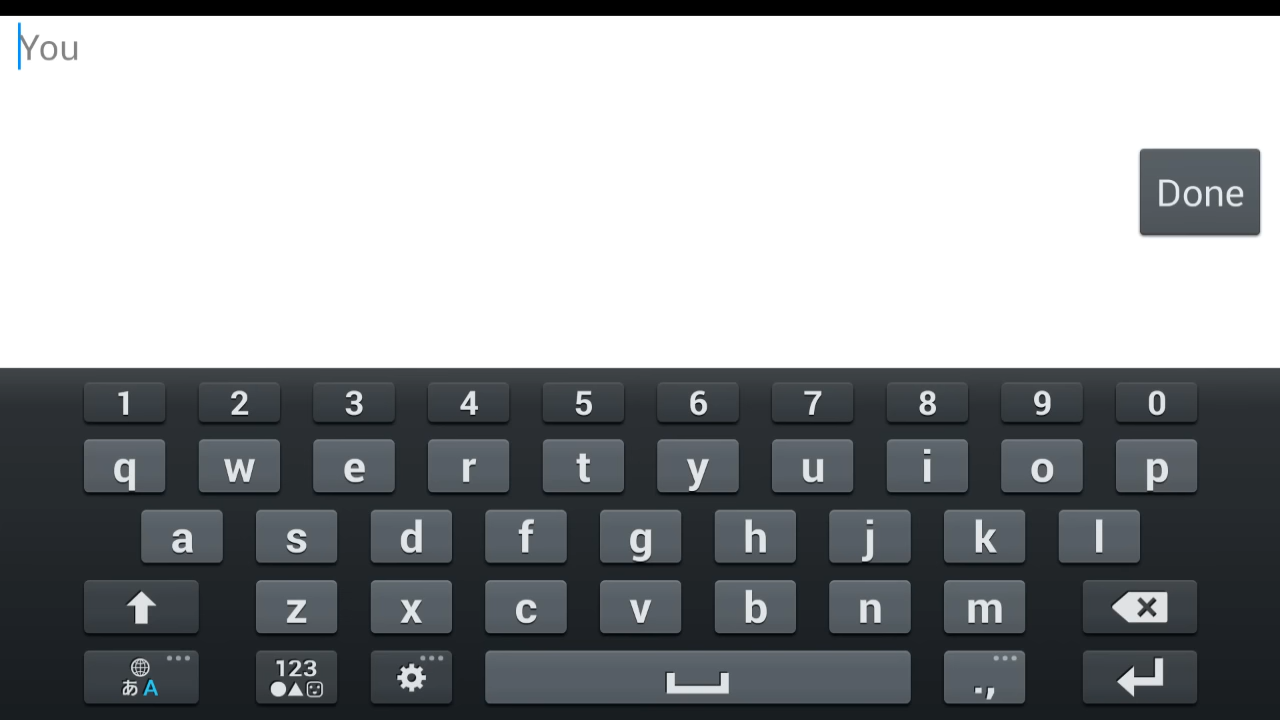 You
Done
1 2 3 4 5 6 7 8 9 0
q w e r t y u i o p
a s d f g h j k l
z x c v b n m
あ A 123 .,